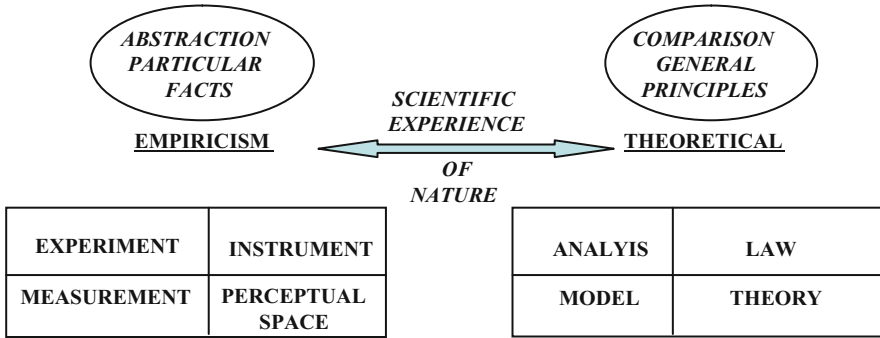 ABSTRACTION
PARTICULAR
FACTS
COMPARISON
GENERAL
PRINCIPLES
SCIENTIFIC
EXPERIENCE
EMPIRICISM
THEORETICAL
OF
NATURE
EXPERIMENT
INSTRUMENT
MEASUREMENT
PERCEPTUAL
SPACE
ANALYIS
LAW
MODEL
THEORY